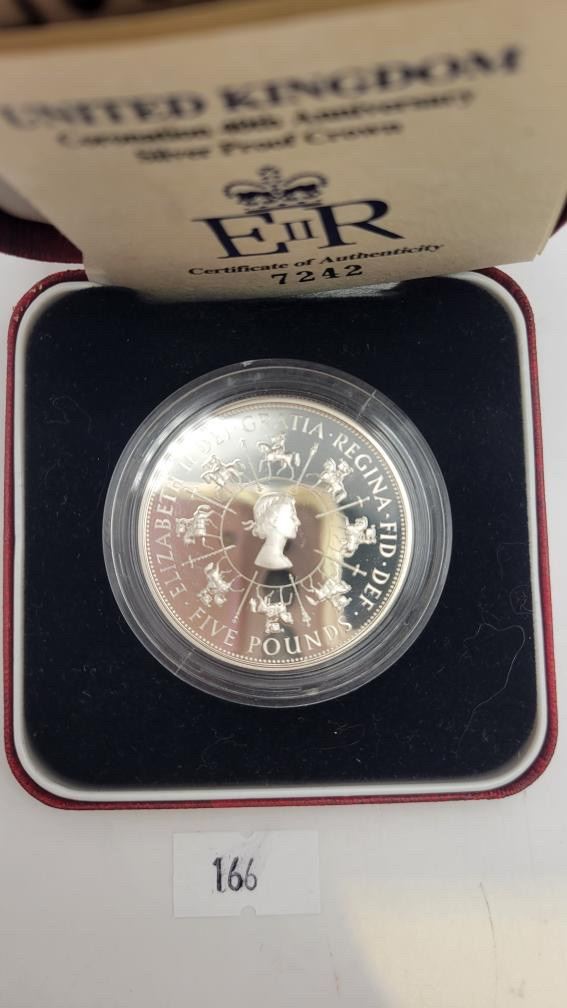 UNITED KINGDOM
Coronation 40th Anniversary
Silver Proof Crown
EIIR
Certificate of Authenticity
7242
ELIZABETH·II·DEI·GRATIA·REGINA·FID·DEF·
FIVE POUNDS
166